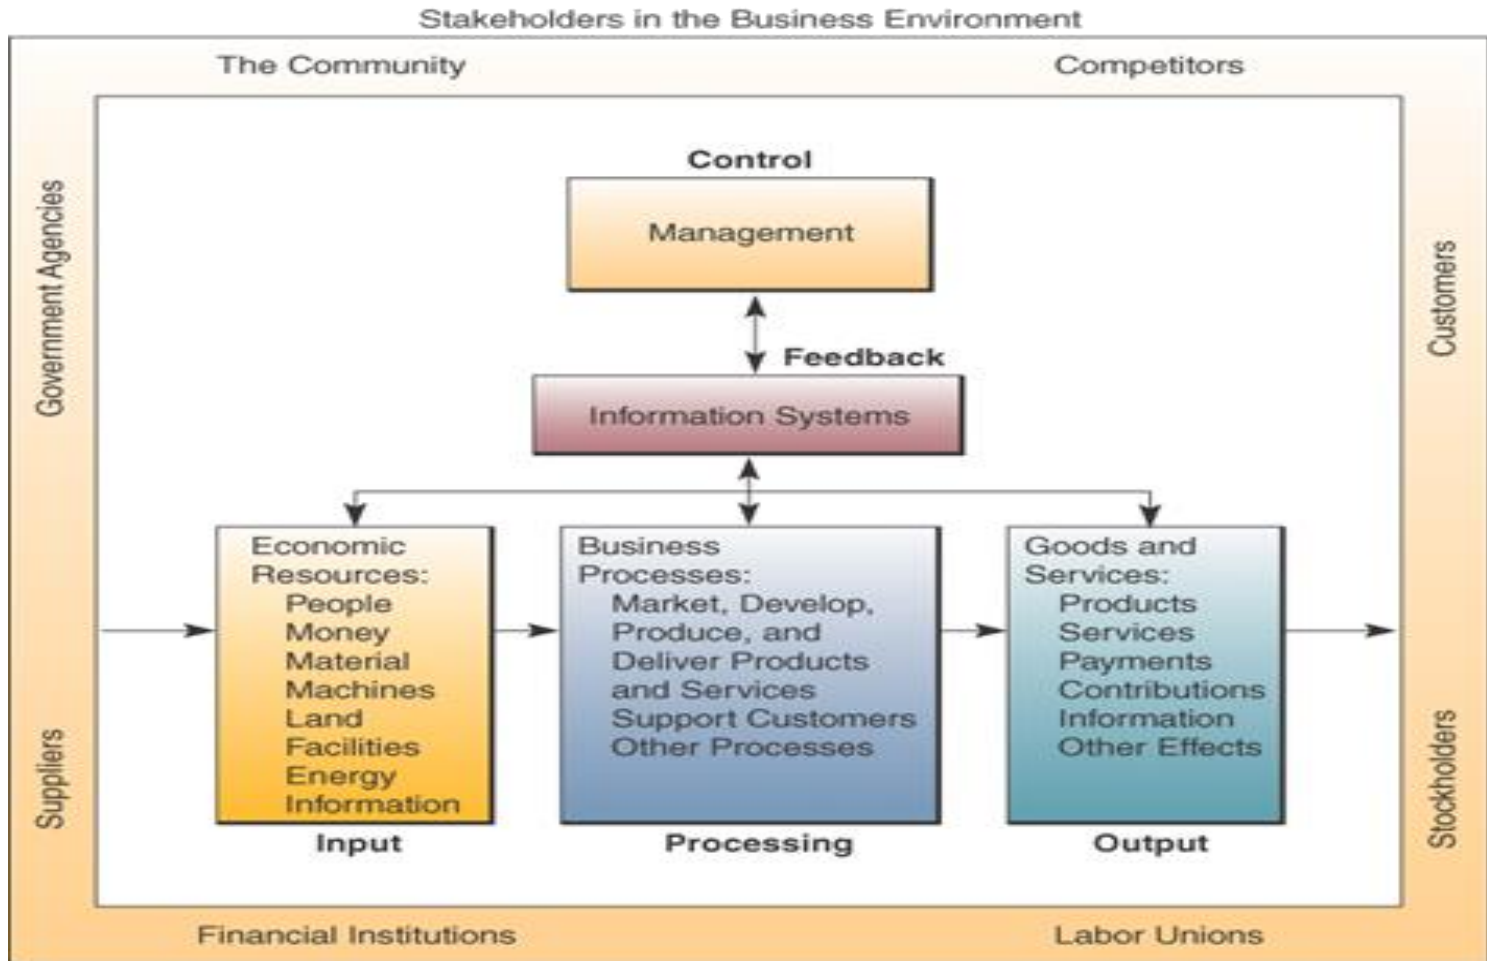 Stakeholders in the Business Environment
The Community
Competitors
Government Agencies
Suppliers
Control
Management
Feedback
Information Systems
Economic
Resources:
People
Money
Material
Machines
Land
Facilities
Energy
Information
Input
Business
Processes:
Market, Develop,
Produce, and
Deliver Products
and Services
Support Customers
Other Processes
Processing
Goods and
Services:
Products
Services
Payments
Contributions
Information
Other Effects
Output
Customers
Stockholders
Financial Institutions
Labor Unions